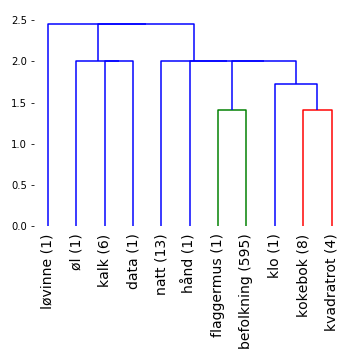 2.5
2.0
1.5
1.0
0.5
0.0
løvinne (1)
øl (1)
kalk (6)
data (1)
natt (13)
hånd (1)
flaggermus (1)
befolkning (595)
klo (1)
kokebok (8)
kvadratrot (4)